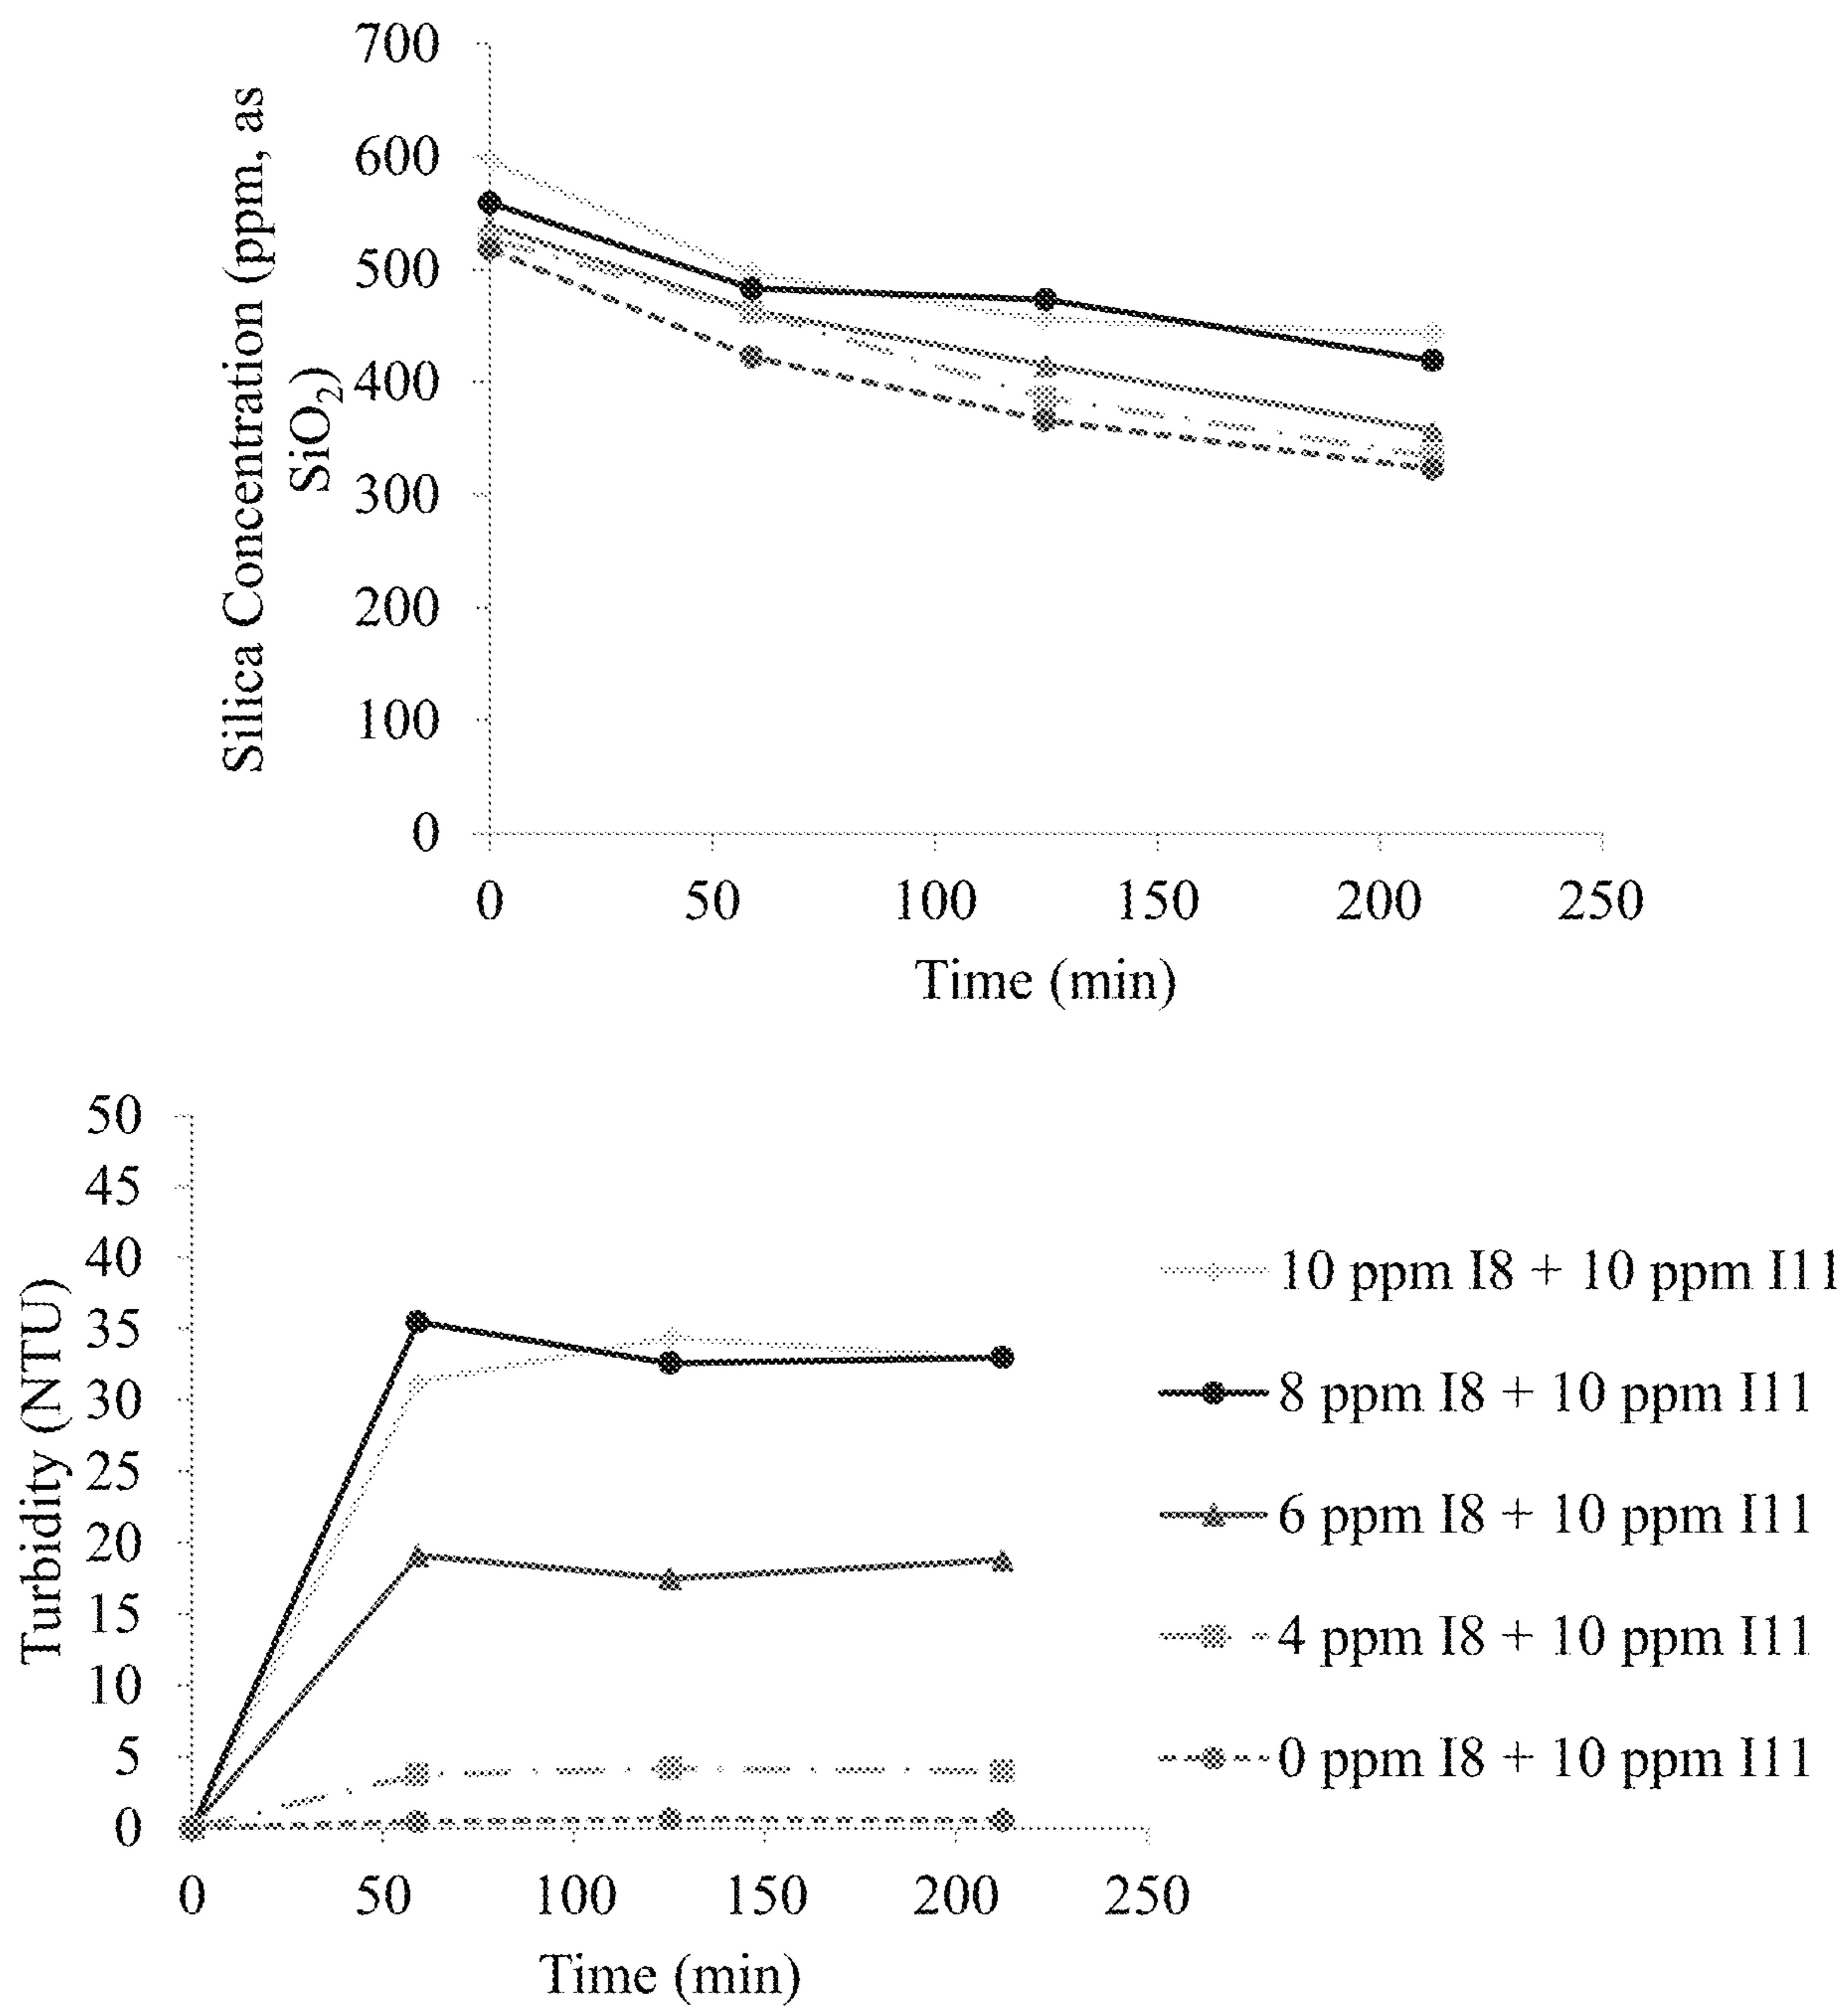 Silica Concentration (ppm, as
SiO₂)
700
600
500
400
300
200
100
0
0 50 100 150 200 250
Time (min)
Turbidity (NTU)
50
45
40
35
30
25
20
15
10
5
0
0 50 100 150 200 250
Time (min)
10 ppm I8 + 10 ppm I11
8 ppm I8 + 10 ppm I11
6 ppm I8 + 10 ppm I11
4 ppm I8 + 10 ppm I11
0 ppm I8 + 10 ppm I11